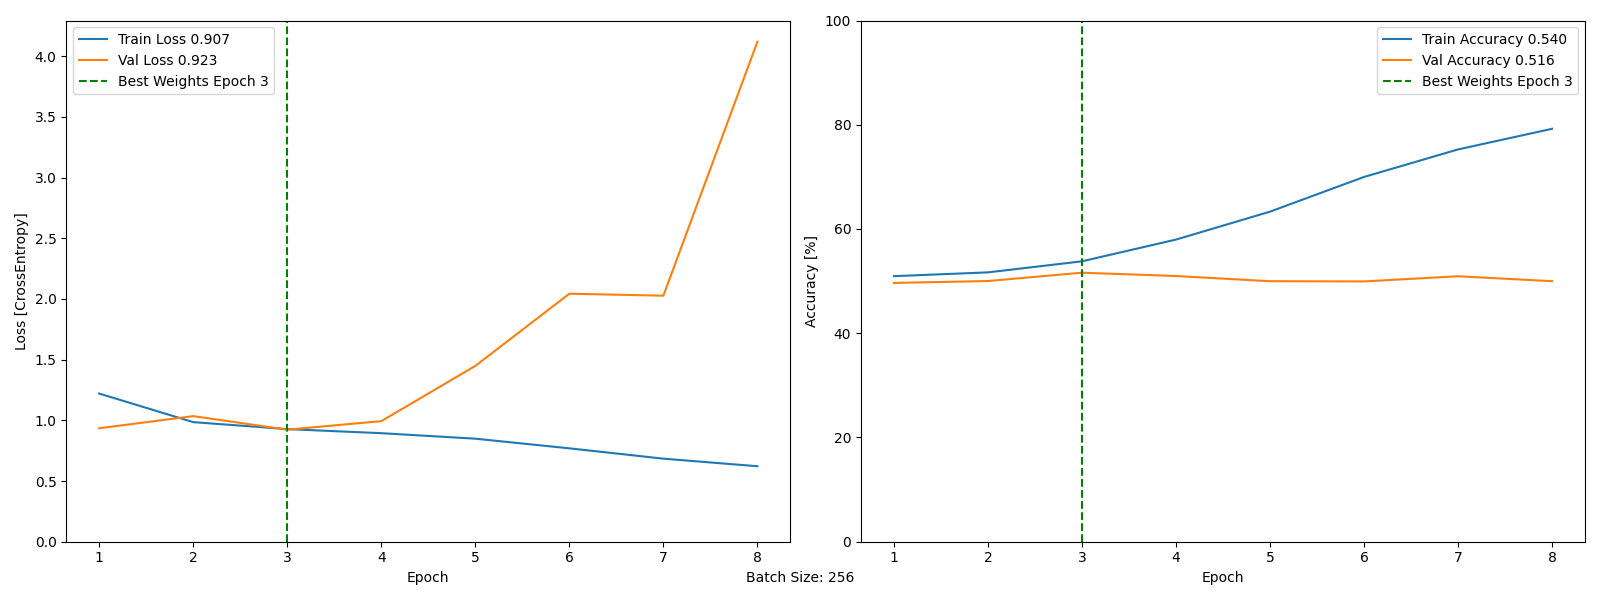 Train Loss 0.907
Val Loss 0.923
Best Weights Epoch 3
4.0
3.5
3.0
2.5
2.0
1.5
1.0
0.5
0.0
Loss [CrossEntropy]
1 2 3 4 5 6 7 8
Epoch
Train Accuracy 0.540
Val Accuracy 0.516
Best Weights Epoch 3
100
80
60
40
20
0
Accuracy [%]
1 2 3 4 5 6 7 8
Epoch
Batch Size: 256